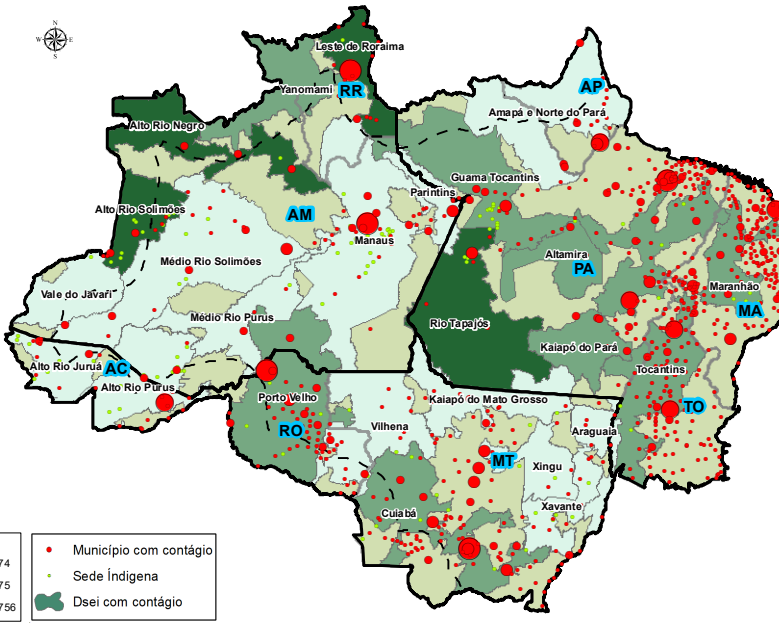 N
W E
S
Leste de Roraima
Yanomami
RR
AP
Amapá e Norte do Pará
Alto Rio Negro
Guama Tocantins
Parintins
Alto Rio Solimões
AM
Manaus
Altamira
PA
Médio Rio Solimões
Maranhão
MA
Vale do Javari
Médio Rio Purus
Rio Tapajós
Kaiapó do Pará
Alto Rio Juruá
AC
Tocantins
Alto Rio Purus
Porto Velho
Kaiapó do Mato Grosso
TO
RO
Vilhena
Araguaia
MT
Xingu
Cuiabá
Xavante
74
75
756
Município com contágio
Sede Índigena
Dsei com contágio